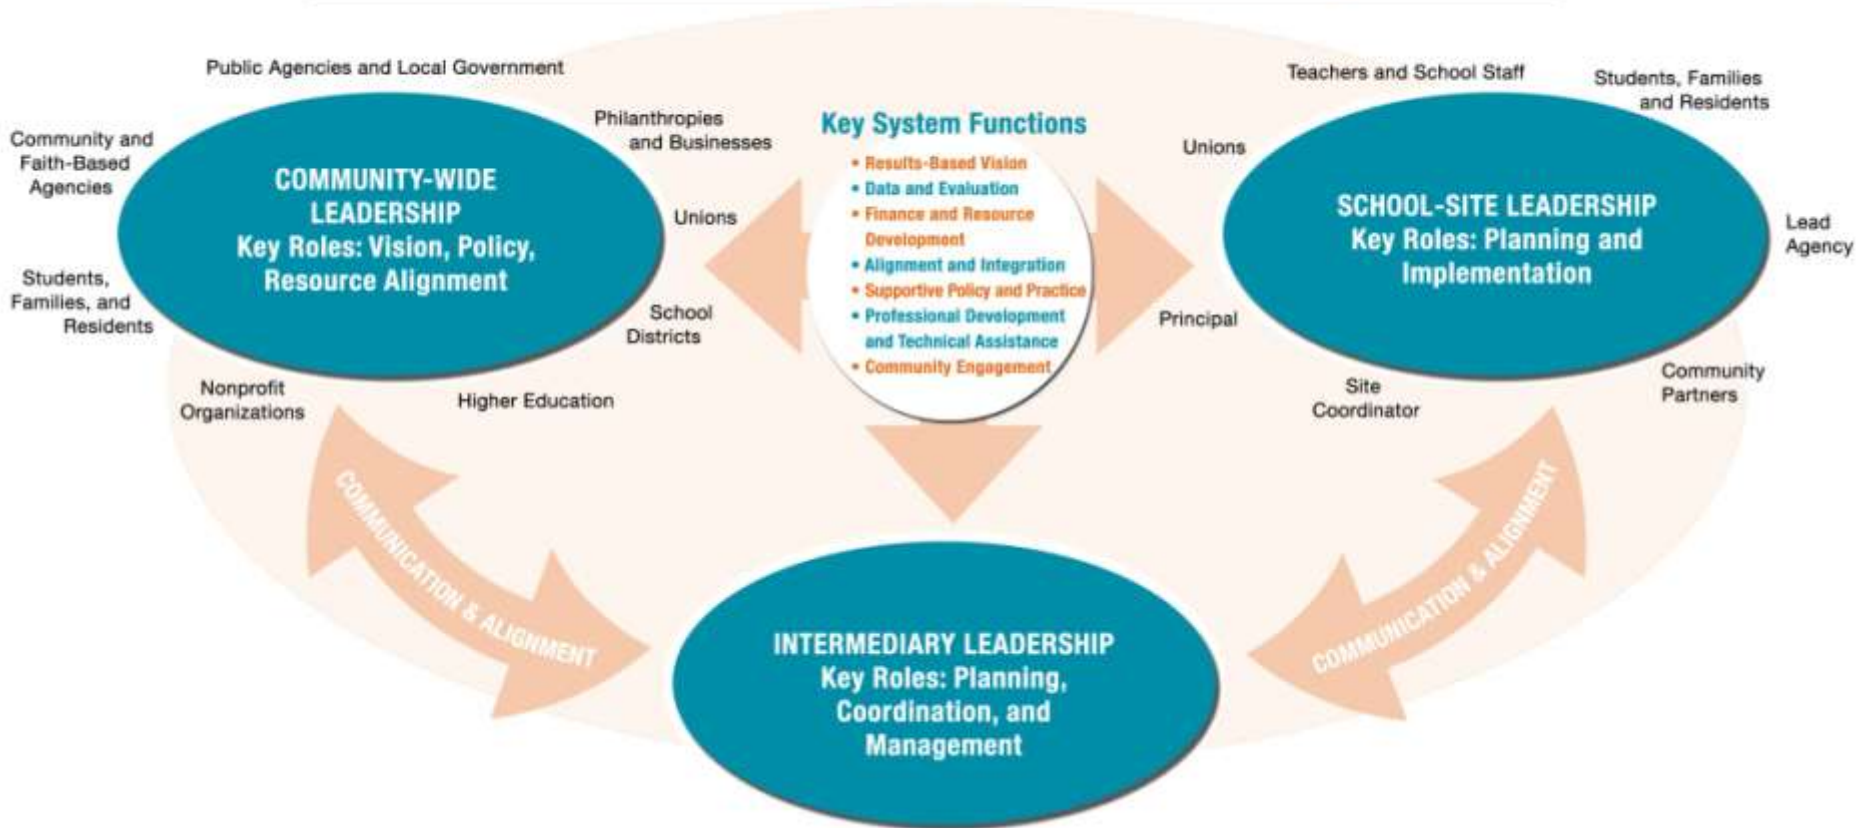 Public Agencies and Local Government
Community and
Faith-Based
Agencies
Philanthropies
and Businesses
COMMUNITY-WIDE
LEADERSHIP
Key Roles: Vision, Policy,
Resource Alignment
Unions
Students,
Families, and
Residents
School
Districts
Nonprofit
Organizations
Higher Education
Key System Functions
• Results-Based Vision
• Data and Evaluation
• Finance and Resource
Development
• Alignment and Integration
• Supportive Policy and Practice
• Professional Development
and Technical Assistance
• Community Engagement
Teachers and School Staff
Students, Families
and Residents
Unions
SCHOOL-SITE LEADERSHIP
Key Roles: Planning and
Implementation
Lead
Agency
Principal
Site
Coordinator
Community
Partners
COMMUNICATION & ALIGNMENT
COMMUNICATION & ALIGNMENT
INTERMEDIARY LEADERSHIP
Key Roles: Planning,
Coordination, and
Management